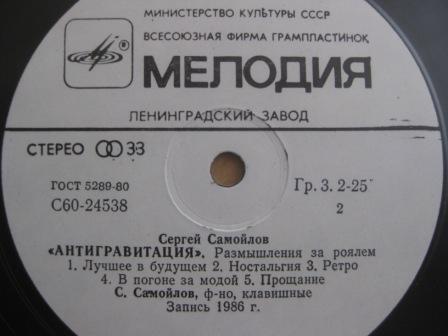 МИНИСТЕРСТВО КУЛЬТУРЫ СССР
ВСЕСОЮЗНАЯ ФИРМА ГРАМПЛАСТИНОК
МЕЛОДИЯ
ЛЕНИНГРАДСКИЙ ЗАВОД
СТЕРЕО 33
ГОСТ 5289-80
Гр. 3. 2-25
С60-24538
2
Сергей Самойлов
«АНТИГРАВИТАЦИЯ». Размышления за роялем
1. Лучшее в будущем 2. Ностальгия 3. Ретро
4. В погоне за модой 5. Прощание
С. Самойлов, ф-но, клавишные
Запись 1986 г.